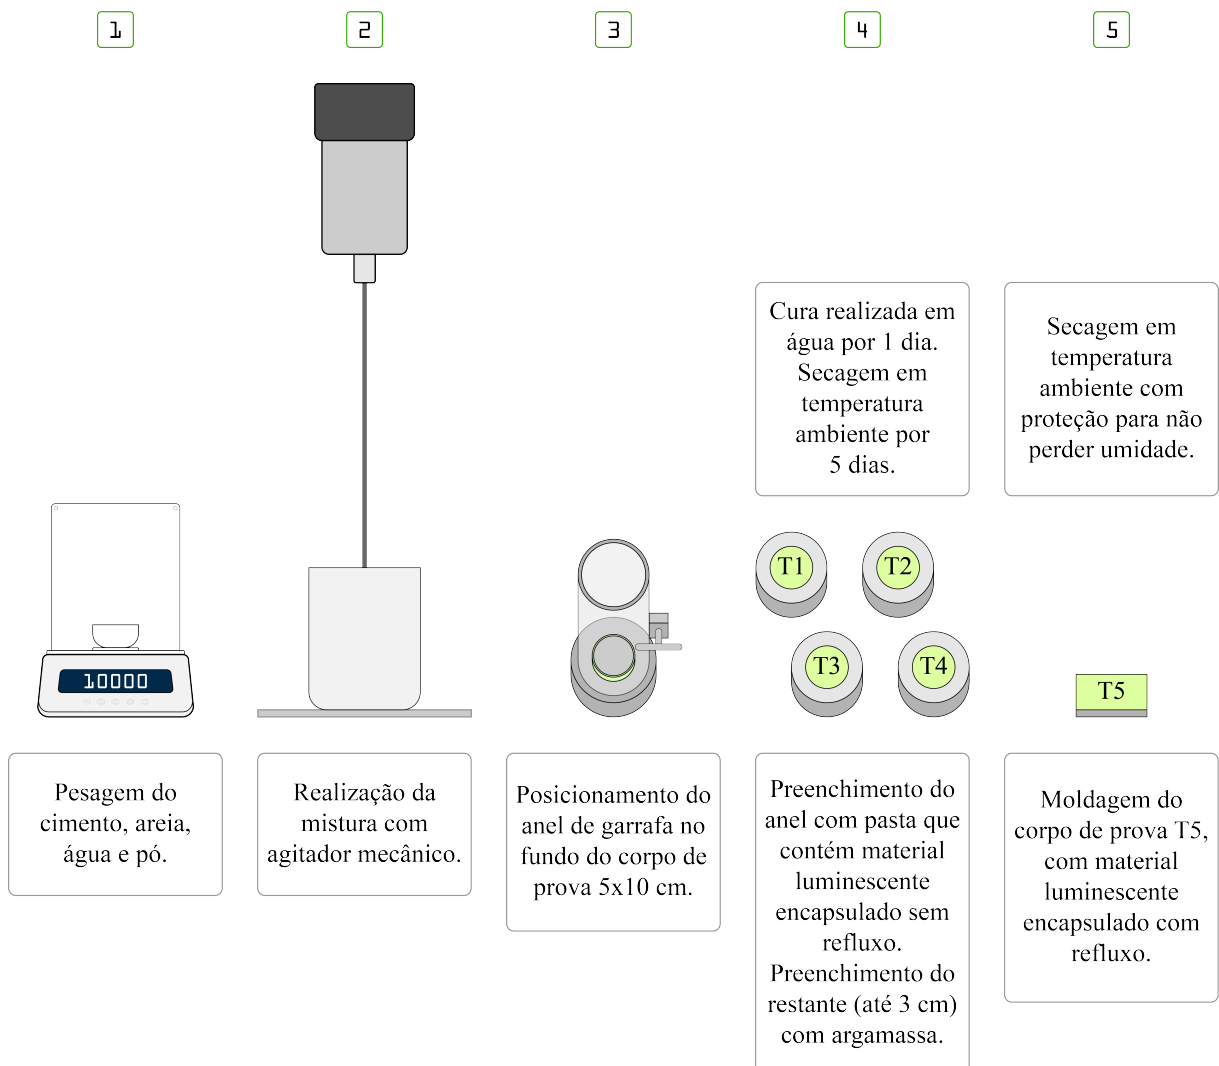 1
2
3
4
5
Cura realizada em
água por 1 dia.
Secagem em
temperatura
ambiente por
5 dias.
Secagem em
temperatura
ambiente com
proteção para não
perder umidade.
T1
T2
T3
T4
T5
10000
Pesagem do
cimento, areia,
água e pó.
Realização da
mistura com
agitador mecânico.
Posicionamento do
anel de garrafa no
fundo do corpo de
prova 5x10 cm.
Preenchimento do
anel com pasta que
contém material
luminescente
encapsulado sem
refluxo.
Preenchimento do
restante (até 3 cm)
com argamassa.
Moldagem do
corpo de prova T5,
com material
luminescente
encapsulado com
refluxo.